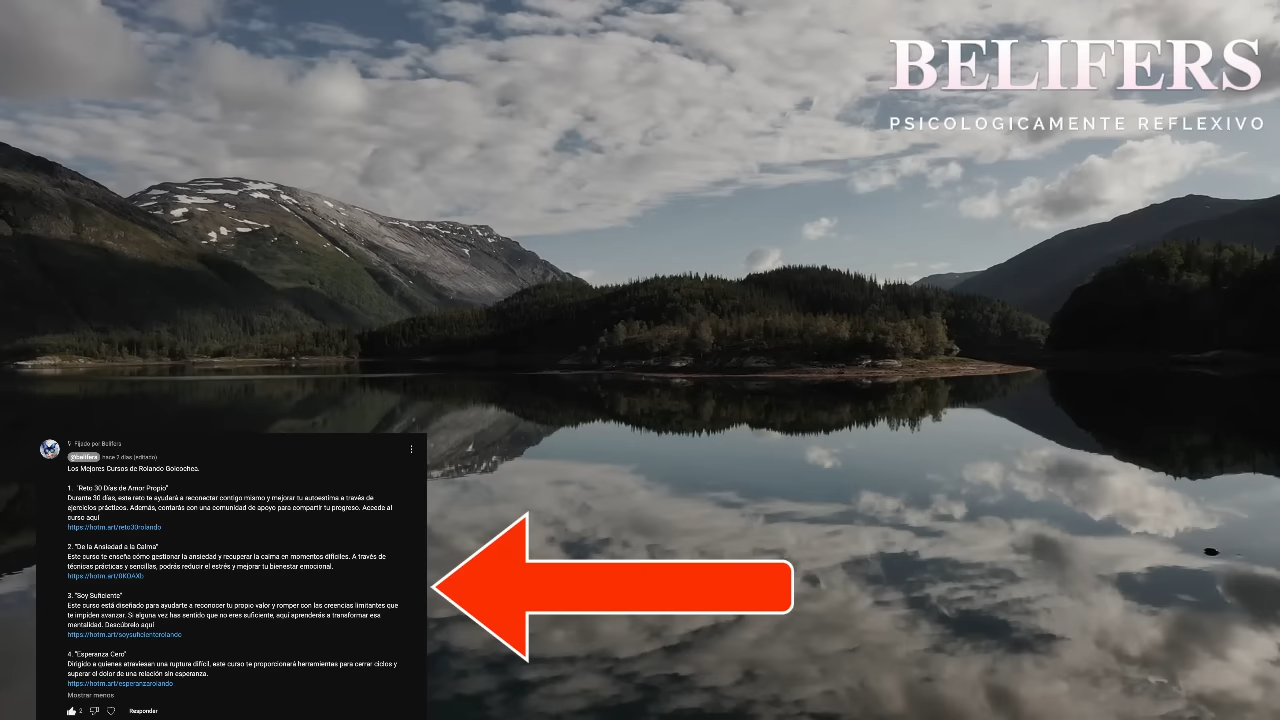 BELIFERS
PSICOLOGICAMENTE REFLEXIVO
Fijado por Belifers
@belifers hace 2 días (editado)
Los Mejores Cursos de Rolando Goicochea.
1. "Reto 30 Días de Amor Propio"
Durante 30 días, este reto te ayudará a reconectar contigo mismo y mejorar tu autoestima a través de
ejercicios prácticos. Además, contarás con una comunidad de apoyo para compartir tu progreso. Accede al
curso aquí
https://hotm.art/reto30rolando
2. "De la Ansiedad a la Calma"
Este curso te enseña cómo gestionar la ansiedad y recuperar la calma en momentos difíciles. A través de
técnicas prácticas y sencillas, podrás reducir el estrés y mejorar tu bienestar emocional.
https://hotm.art/0KOAXb
3. "Soy Suficiente"
Este curso está diseñado para ayudarte a reconocer tu propio valor y romper con las creencias limitantes que
te impiden avanzar. Si alguna vez has sentido que no eres suficiente, aquí aprenderás a transformar esa
mentalidad. Descúbrelo aquí
https://hotm.art/soysuficienterolando
4. "Esperanza Cero"
Dirigido a quienes atraviesan una ruptura difícil, este curso te proporcionará herramientas para cerrar ciclos y
superar el dolor de una relación sin esperanza.
https://hotm.art/esperanzarolando
Mostrar menos
2 Responder